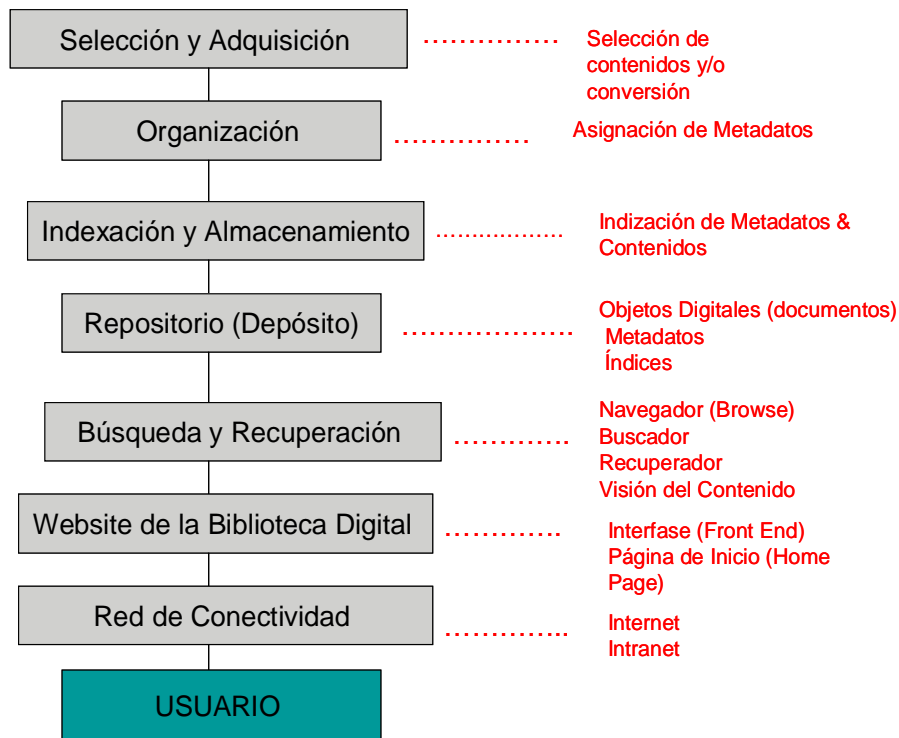 Selección y Adquisición
Selección de
contenidos y/o
conversión
Organización
Asignación de Metadatos
Indexación y Almacenamiento
Indización de Metadatos &
Contenidos
Repositorio (Depósito)
Objetos Digitales (documentos)
Metadatos
Índices
Búsqueda y Recuperación
Navegador (Browse)
Buscador
Recuperador
Visión del Contenido
Website de la Biblioteca Digital
Interfase (Front End)
Página de Inicio (Home
Page)
Red de Conectividad
Internet
Intranet
USUARIO